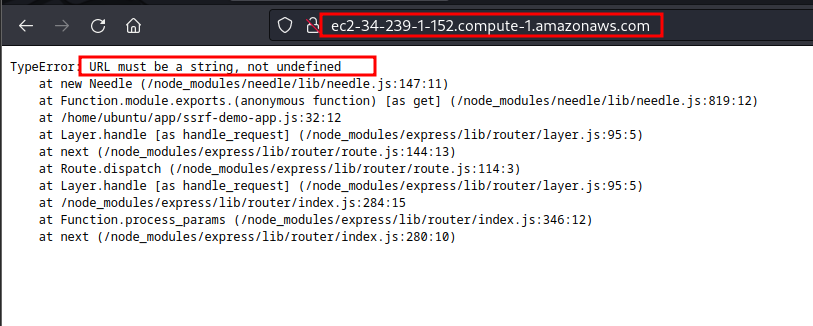 ec2-34-239-1-152.compute-1.amazonaws.com
TypeError: URL must be a string, not undefined
at new Needle (/node_modules/needle/lib/needle.js:147:11)
at Function.module.exports.(anonymous function) [as get] (/node_modules/needle/lib/needle.js:819:12)
at /home/ubuntu/app/ssrf-demo-app.js:32:12
at Layer.handle [as handle_request] (/node_modules/express/lib/router/layer.js:95:5)
at next (/node_modules/express/lib/router/route.js:144:13)
at Route.dispatch (/node_modules/express/lib/router/route.js:114:3)
at Layer.handle [as handle_request] (/node_modules/express/lib/router/layer.js:95:5)
at /node_modules/express/lib/router/index.js:284:15
at Function.process_params (/node_modules/express/lib/router/index.js:346:12)
at next (/node_modules/express/lib/router/index.js:280:10)